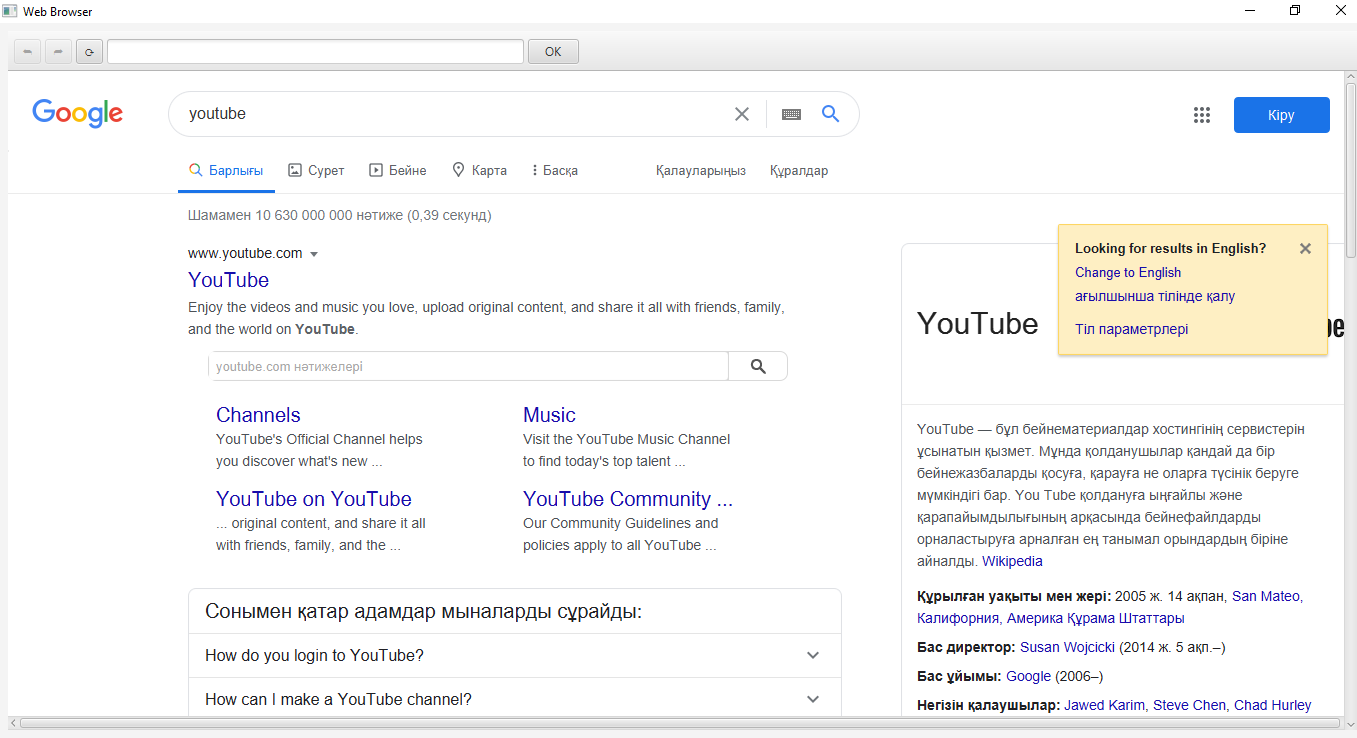 Web Browser
OK
Google
youtube
Кіру
Барлығы
Сурет
Бейне
Карта
Басқа
Қалауларыңыз
Құралдар
Шамамен 10 630 000 000 нәтиже (0,39 секунд)
www.youtube.com
YouTube
Enjoy the videos and music you love, upload original content, and share it all with friends, family,
and the world on YouTube.
youtube.com нәтижелері
Channels
YouTube's Official Channel helps
you discover what's new ...
Music
Visit the YouTube Music Channel
to find today's top talent ...
YouTube on YouTube
... original content, and share it all
with friends, family, and the ...
YouTube Community ...
Our Community Guidelines and
policies apply to all YouTube ...
Сонымен қатар адамдар мыналарды сұрайды:
How do you login to YouTube?
How can I make a YouTube channel?
Looking for results in English?
Change to English
ағылшынша тілінде қалу
Тіл параметрлері
YouTube
YouTube — бұл бейнематериалдар хостингінің сервистерін
ұсынатын қызмет. Мұнда қолданушылар қандай да бір
бейнежазбаларды қосуға, қарауға не оларға түсінік беруге
мүмкіндігі бар. You Tube қолдануға ыңғайлы және
қарапайымдылығының арқасында бейнефайлдарды
орналастыруға арналған ең танымал орындардың біріне
айналды. Wikipedia
Құрылған уақыты мен жері: 2005 ж. 14 ақпан, San Mateo,
Калифорния, Америка Құрама Штаттары
Бас директор: Susan Wojcicki (2014 ж. 5 ақп.–)
Бас ұйымы: Google (2006–)
Негізін қалаушылар: Jawed Karim, Steve Chen, Chad Hurley